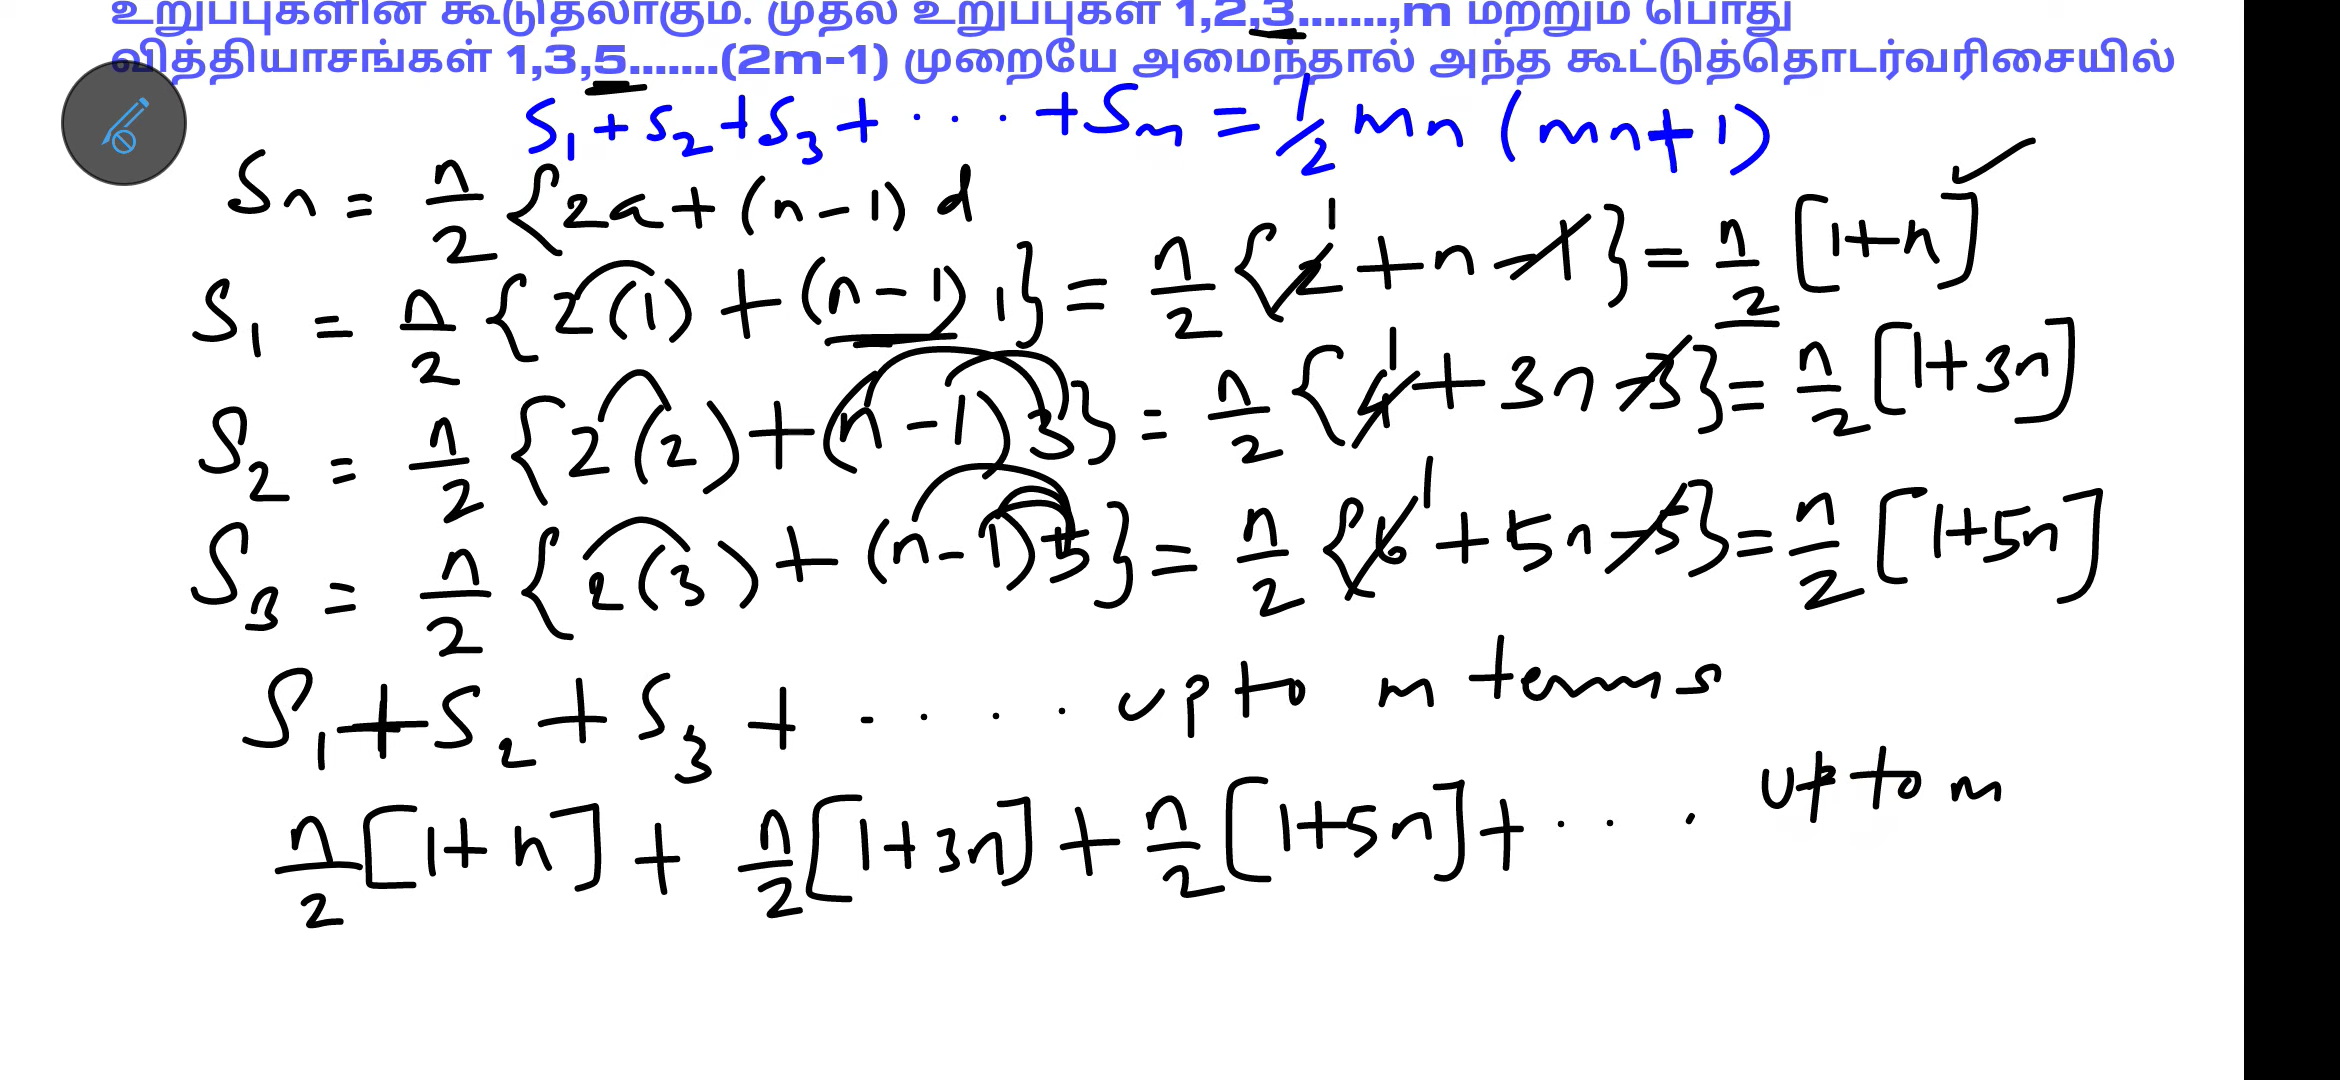 உறுப்புகளின் கூடுதலாகும். முதல் உறுப்புகள் 1,2,3........,m மற்றும் பொது
வித்தியாசங்கள் 1,3,5.......(2m-1) முறையே அமைந்தால் அந்த கூட்டுத்தொடர்வரிசையில்
S₁+S₂+S₃+ .... +Sₘ = 1/2 mn (mn+1)
Sn = n/2 {2a+(n-1)d
S₁ = n/2 {2(1)+(n-1)1} = n/2 {2+n-1} = n/2 [1+n]
S₂ = n/2 {2(2)+(n-1)3} = n/2 {4+3n-3} = n/2 [1+3n]
S₃ = n/2 {2(3)+(n-1)5} = n/2 {6+5n-5} = n/2 [1+5n]
S₁+S₂+S₃+ .... up to m terms
n/2 [1+n] + n/2 [1+3n] + n/2 [1+5n] + ... up to m